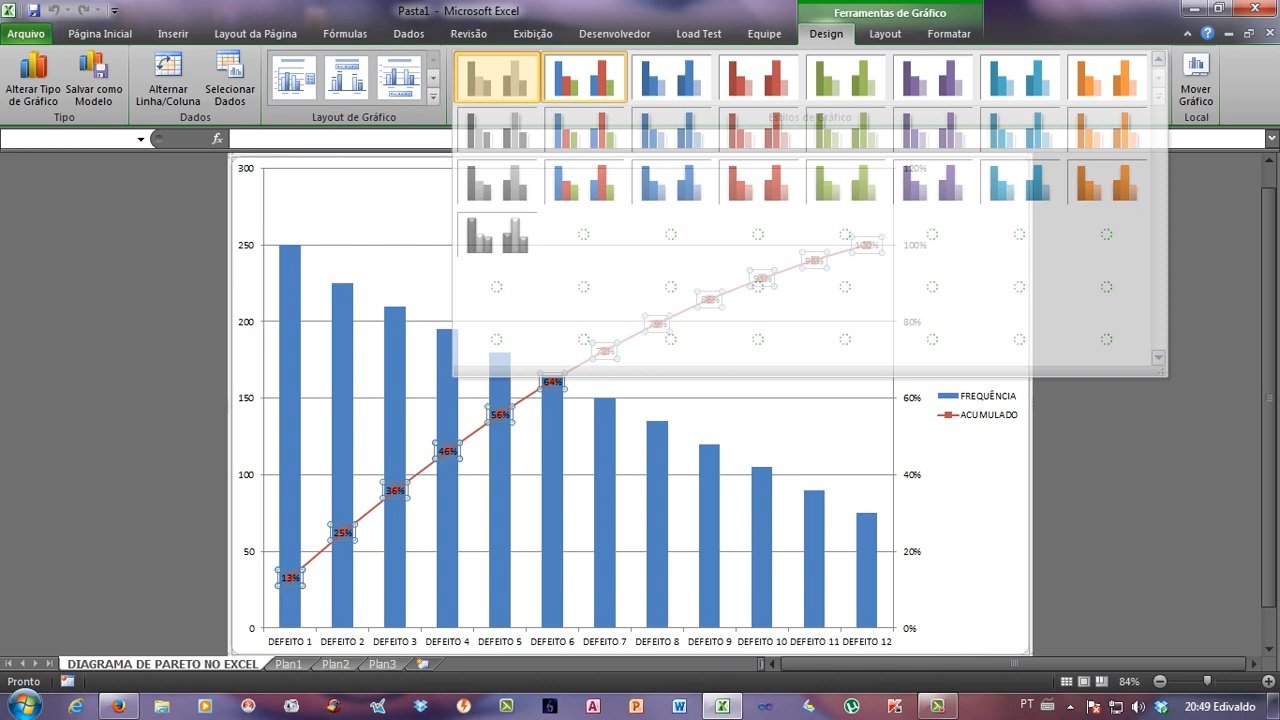 Pasta1 - Microsoft Excel
Ferramentas de Gráfico
Arquivo
Página Inicial
Inserir
Layout da Página
Fórmulas
Dados
Revisão
Exibição
Desenvolvedor
Load Test
Equipe
Design
Layout
Formatar
Alterar Tipo de Gráfico
Salvar como Modelo
Alternar Linha/Coluna
Selecionar Dados
Mover Gráfico
Tipo
Dados
Layout de Gráfico
Estilos de Gráfico
Local
fx
300
250
200
150
100
50
0
120%
100%
80%
60%
40%
20%
0%
13%
25%
36%
46%
56%
64%
FREQUÊNCIA
ACUMULADO
DEFEITO 1
DEFEITO 2
DEFEITO 3
DEFEITO 4
DEFEITO 5
DEFEITO 6
DEFEITO 7
DEFEITO 8
DEFEITO 9
DEFEITO 10
DEFEITO 11
DEFEITO 12
DIAGRAMA DE PARETO NO EXCEL
Plan1
Plan2
Plan3
Pronto
84%
PT
20:49 Edivaldo